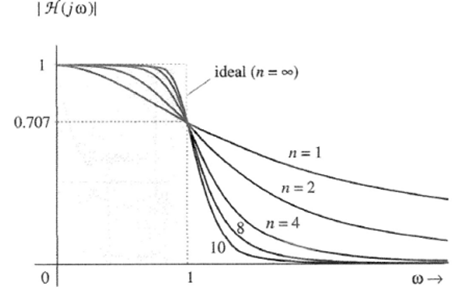 |ℋ(jω)|
1
ideal (n = ∞)
0.707
n = 1
n = 2
n = 4
8
10
0
1
ω →